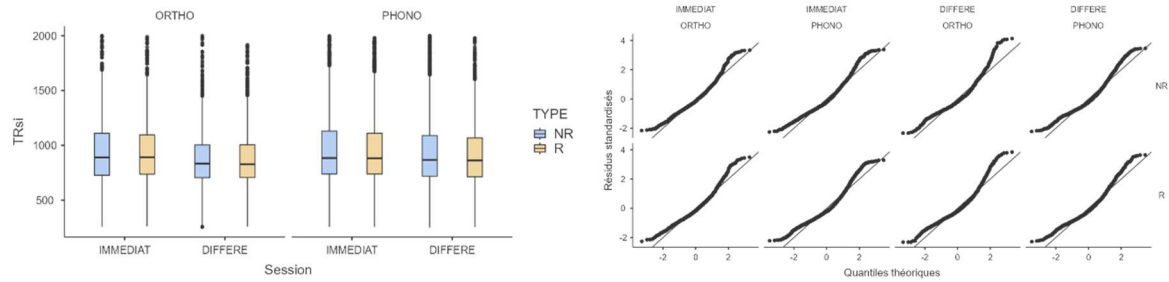 ORTHO PHONO
2000
1500
1000
500
TRsi
IMMEDIAT DIFFERE IMMEDIAT DIFFERE
Session
TYPE
NR
R
IMMEDIAT IMMEDIAT DIFFERE DIFFERE
ORTHO PHONO ORTHO PHONO
4
2
0
-2
NR
4
2
0
-2
R
Résidus standardisés
-2 0 2 -2 0 2 -2 0 2 -2 0 2
Quantiles théoriques